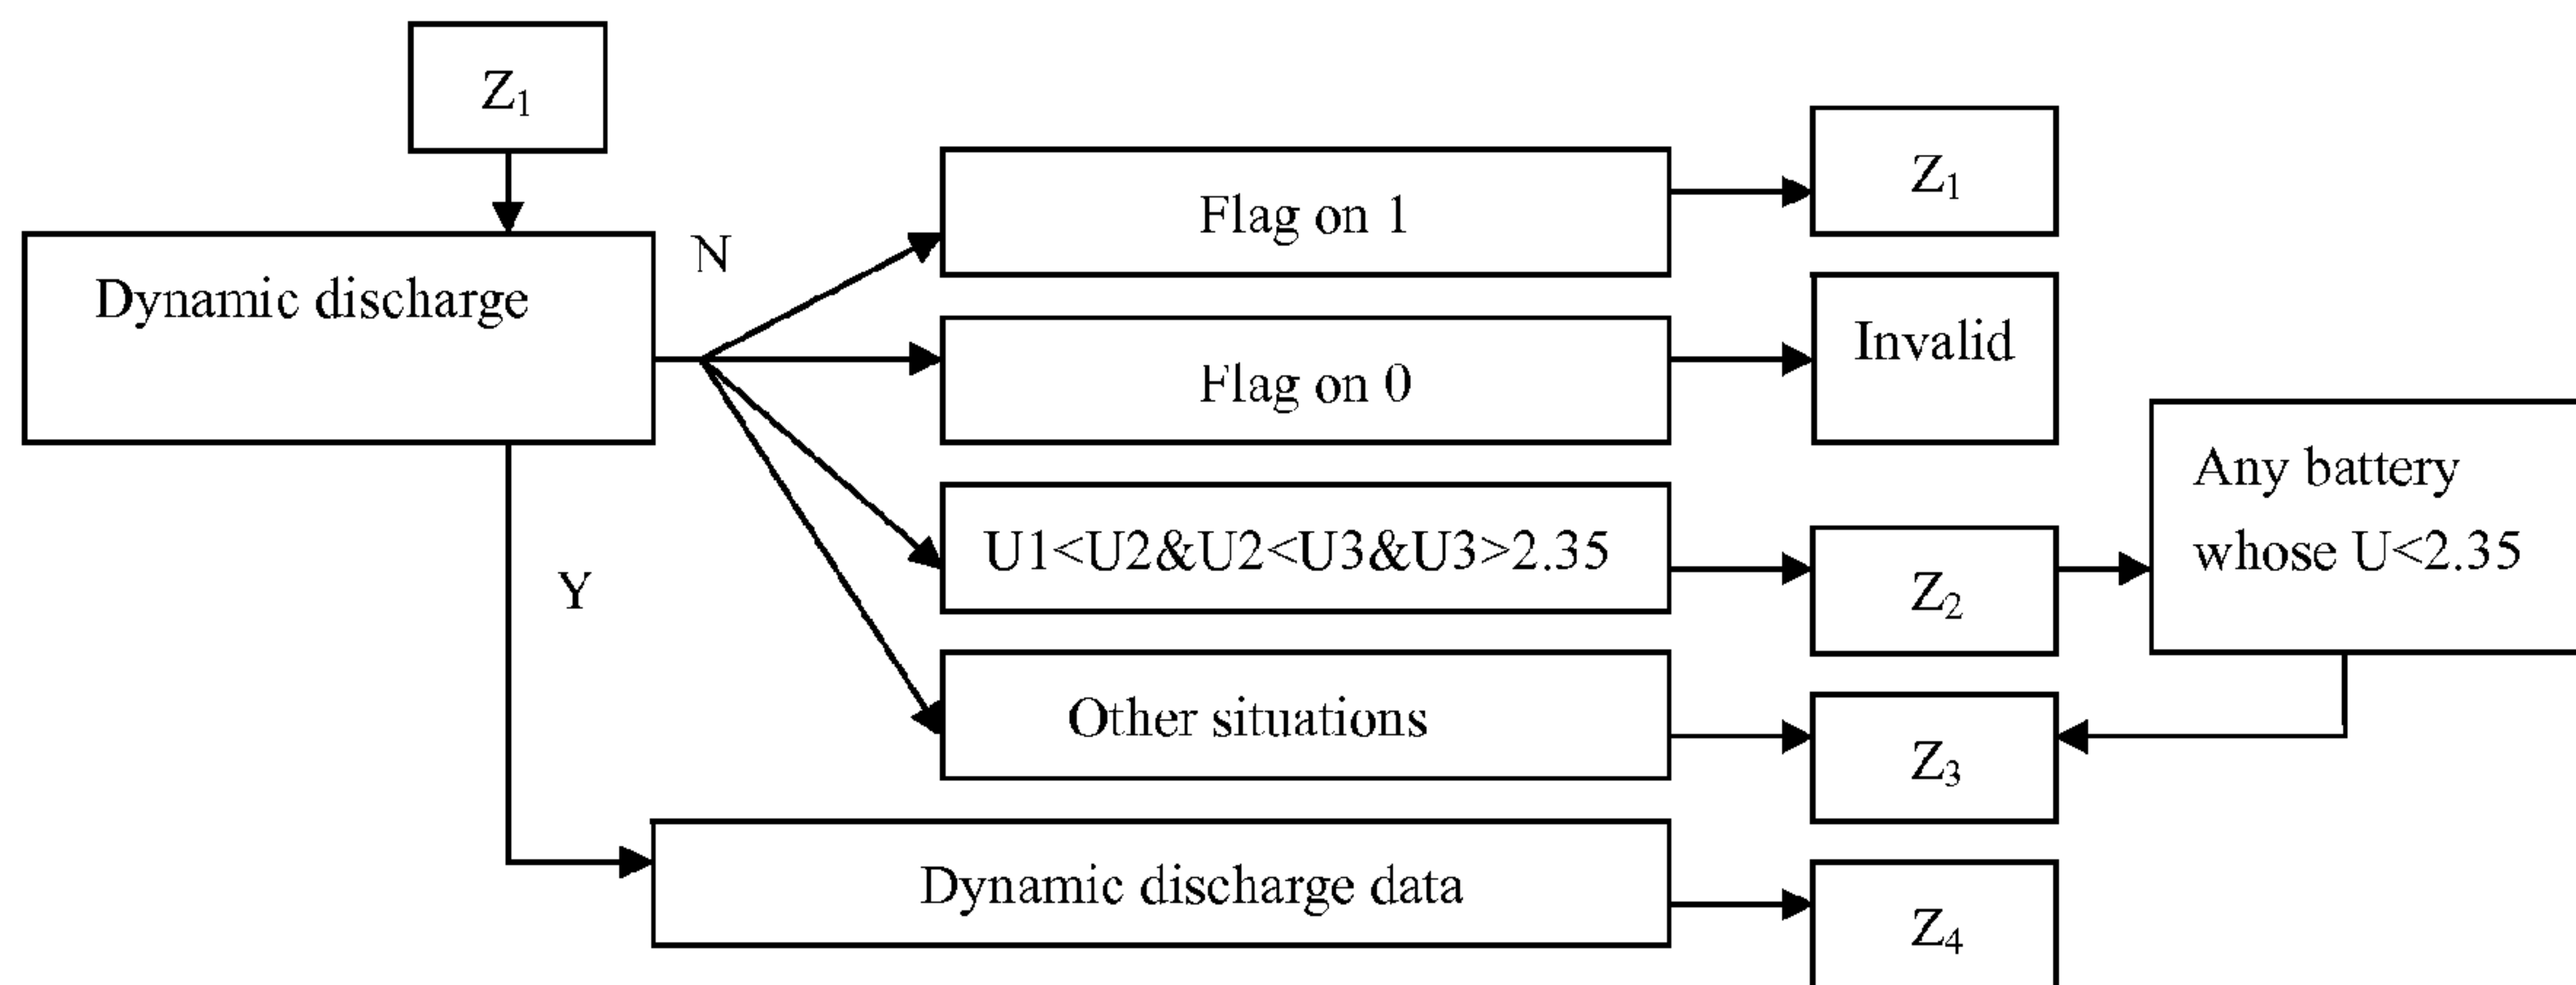 Z₁
Dynamic discharge
N
Y
Flag on 1
Z₁
Flag on 0
Invalid
U1<U2&U2<U3&U3>2.35
Z₂
Any battery
whose U<2.35
Other situations
Z₃
Dynamic discharge data
Z₄